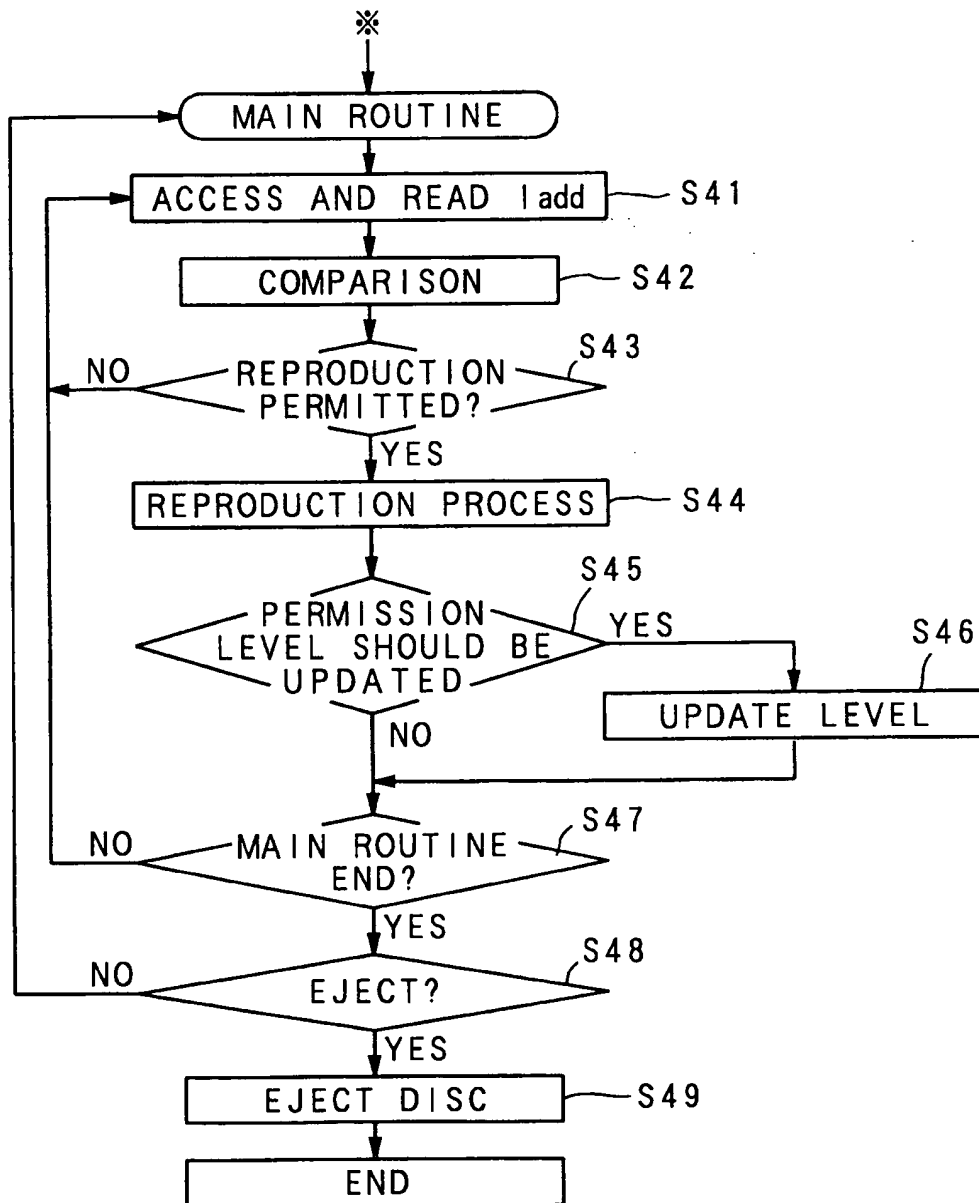 ※
MAIN ROUTINE
ACCESS AND READ Iadd
S41
COMPARISON
S42
S43
NO
REPRODUCTION
PERMITTED?
YES
REPRODUCTION PROCESS
S44
S45
PERMISSION
LEVEL SHOULD BE
UPDATED
YES
S46
UPDATE LEVEL
NO
S47
NO
MAIN ROUTINE
END?
YES
S48
NO
EJECT?
YES
EJECT DISC
S49
END